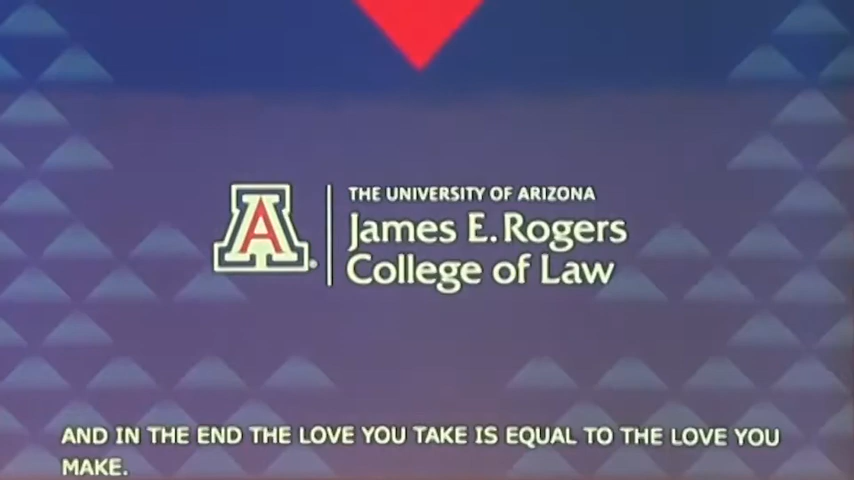 A
THE UNIVERSITY OF ARIZONA
James E. Rogers
College of Law
AND IN THE END THE LOVE YOU TAKE IS EQUAL TO THE LOVE YOU
MAKE.